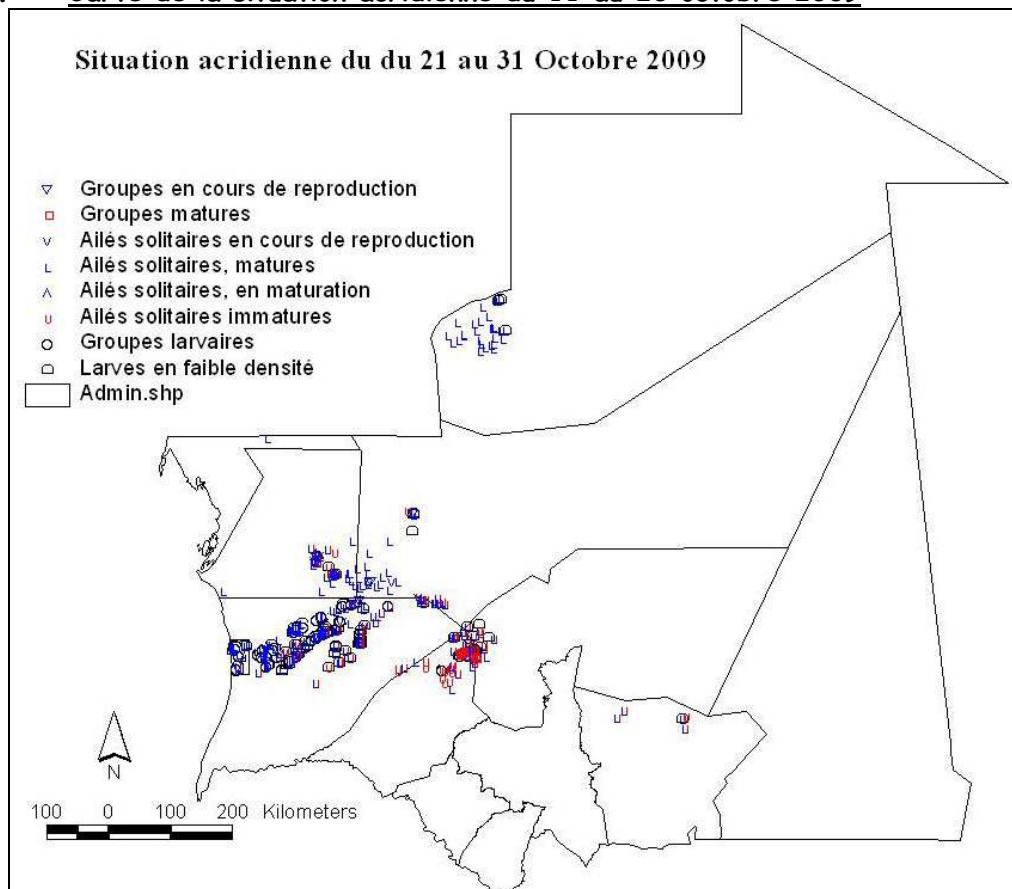 Situation acridienne du du 21 au 31 Octobre 2009
Groupes en cours de reproduction
Groupes matures
Ailés solitaires en cours de reproduction
Ailés solitaires, matures
Ailés solitaires, en maturation
Ailés solitaires immatures
Groupes larvaires
Larves en faible densité
Admin.shp
N
100 0 100 200 Kilometers